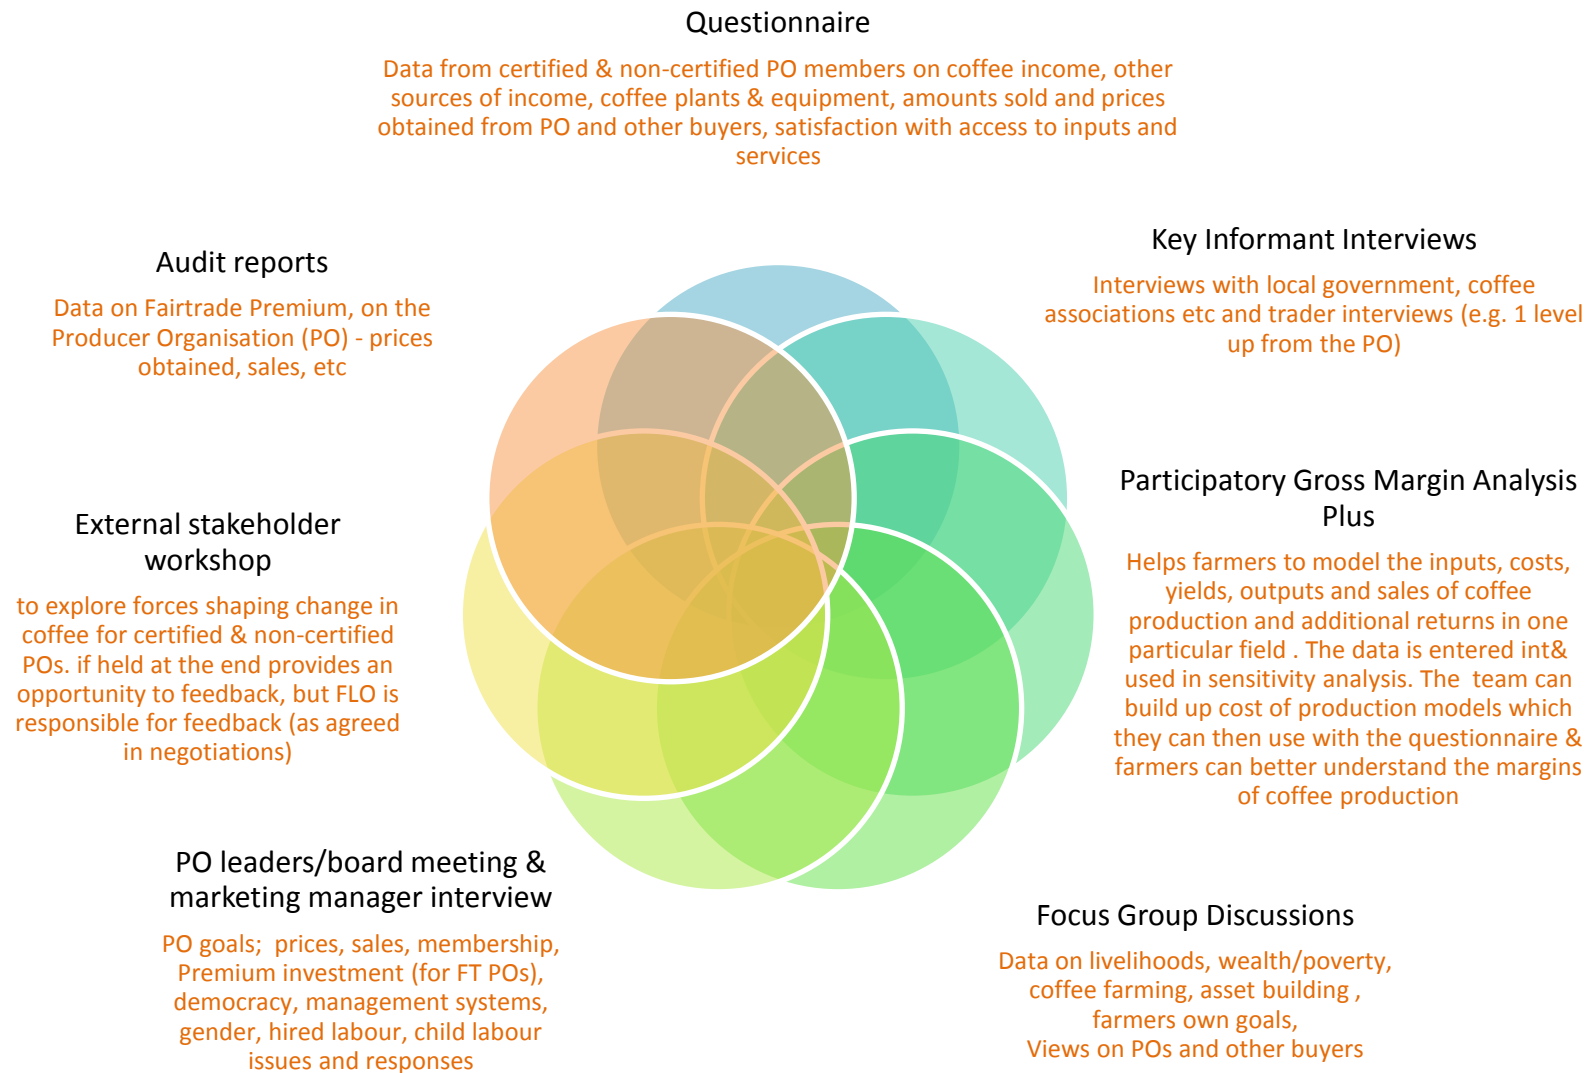 Questionnaire
Data from certified & non-certified PO members on coffee income, other
sources of income, coffee plants & equipment, amounts sold and prices
obtained from PO and other buyers, satisfaction with access to inputs and
services
Key Informant Interviews
Interviews with local government, coffee
associations etc and trader interviews (e.g. 1 level
up from the PO)
Participatory Gross Margin Analysis
Plus
Helps farmers to model the inputs, costs,
yields, outputs and sales of coffee
production and additional returns in one
particular field . The data is entered int&
used in sensitivity analysis. The  team can
build up cost of production models which
they can then use with the questionnaire &
farmers can better understand the margins
of coffee production
Focus Group Discussions
Data on livelihoods, wealth/poverty,
coffee farming, asset building ,
farmers own goals,
Views on POs and other buyers
PO leaders/board meeting &
marketing manager interview
PO goals;  prices, sales, membership,
Premium investment (for FT POs),
democracy, management systems,
gender, hired labour, child labour
issues and responses
External stakeholder
workshop
to explore forces shaping change in
coffee for certified & non-certified
POs. if held at the end provides an
opportunity to feedback, but FLO is
responsible for feedback (as agreed
in negotiations)
Audit reports
Data on Fairtrade Premium, on the
Producer Organisation (PO) - prices
obtained, sales, etc